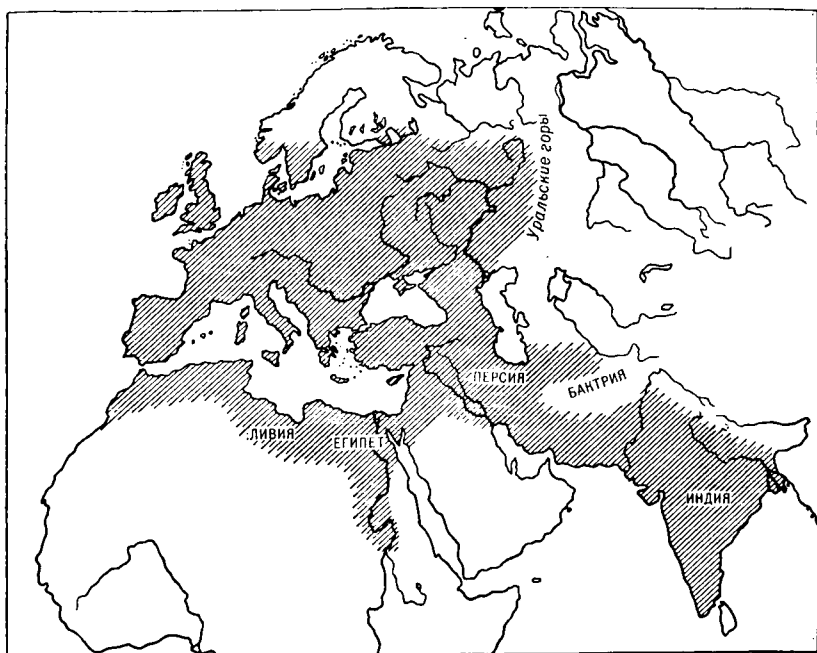 Уральские горы
ПЕРСИЯ
БАКТРИЯ
ЛИВИЯ
ЕГИПЕТ
ИНДИЯ